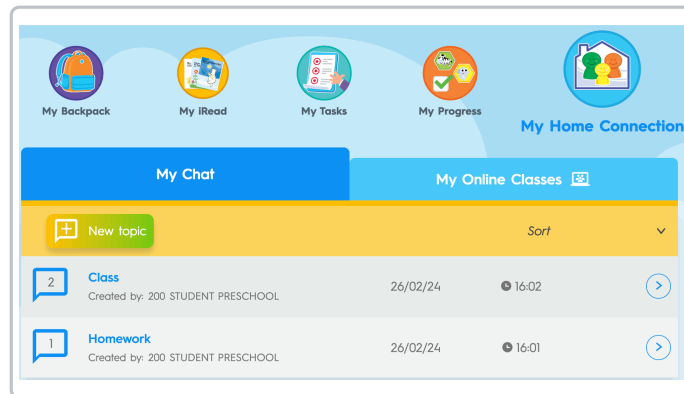 My Backpack
My iRead
My Tasks
My Progress
My Home Connection
My Chat
My Online Classes
New topic
Sort
2
Class
Created by: 200 STUDENT PRESCHOOL
26/02/24
16:02
1
Homework
Created by: 200 STUDENT PRESCHOOL
26/02/24
16:01